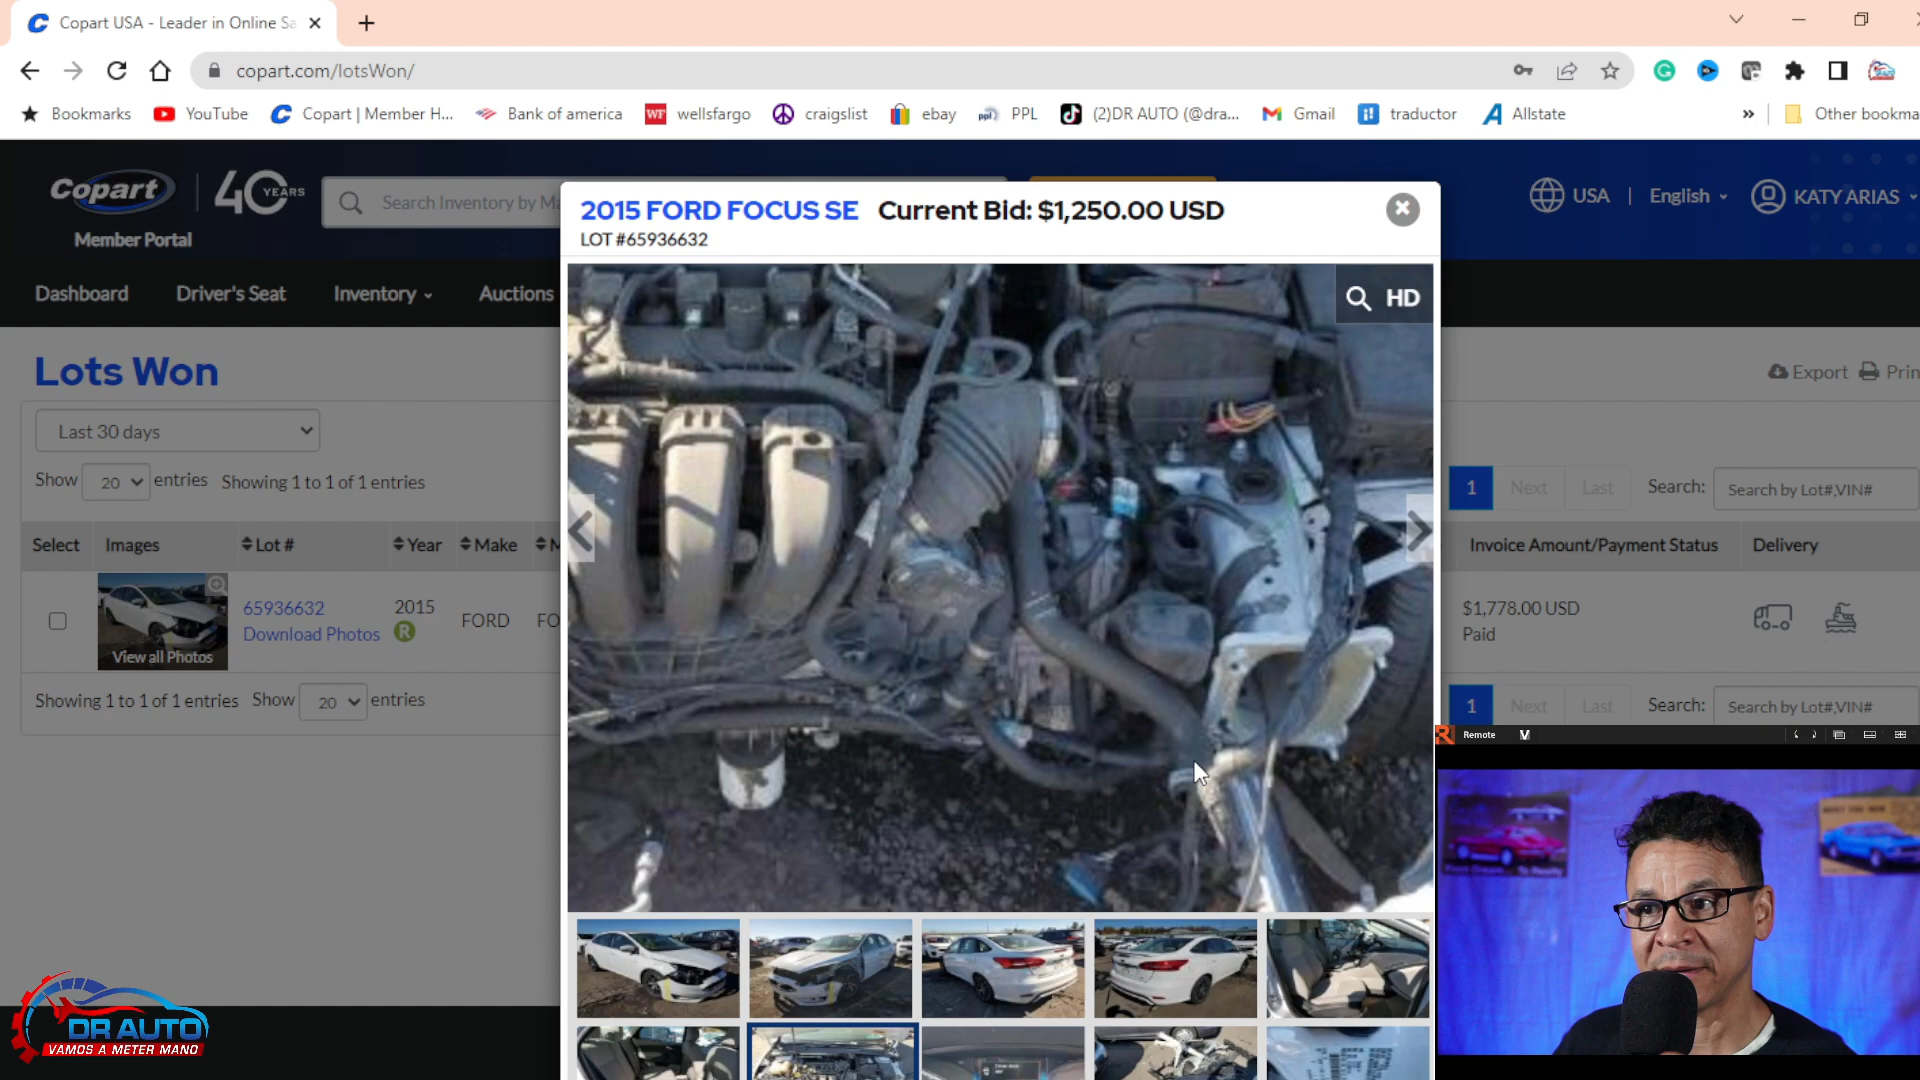 Copart USA - Leader in Online Sa
copart.com/lotsWon/
Bookmarks YouTube Copart | Member H... Bank of america WF wellsfargo craigslist ebay ppl PPL (2)DR AUTO (@dra... Gmail traductor Allstate » Other bookma
Copart 40 YEARS
Member Portal
Search Inventory by Ma
USA | English KATY ARIAS
Dashboard Driver's Seat Inventory Auctions
2015 FORD FOCUS SE Current Bid: $1,250.00 USD
LOT #65936632
HD
Lots Won
Export Prin
Last 30 days
Show 20 entries Showing 1 to 1 of 1 entries
1 Next Last Search: Search by Lot#,VIN#
Select Images Lot # Year Make M
Invoice Amount/Payment Status Delivery
View all Photos
65936632
Download Photos
2015
R
FORD FO
$1,778.00 USD
Paid
Showing 1 to 1 of 1 entries Show 20 entries
1 Next Last Search: Search by Lot#,VIN#
R Remote V
DR AUTO
VAMOS A METER MANO